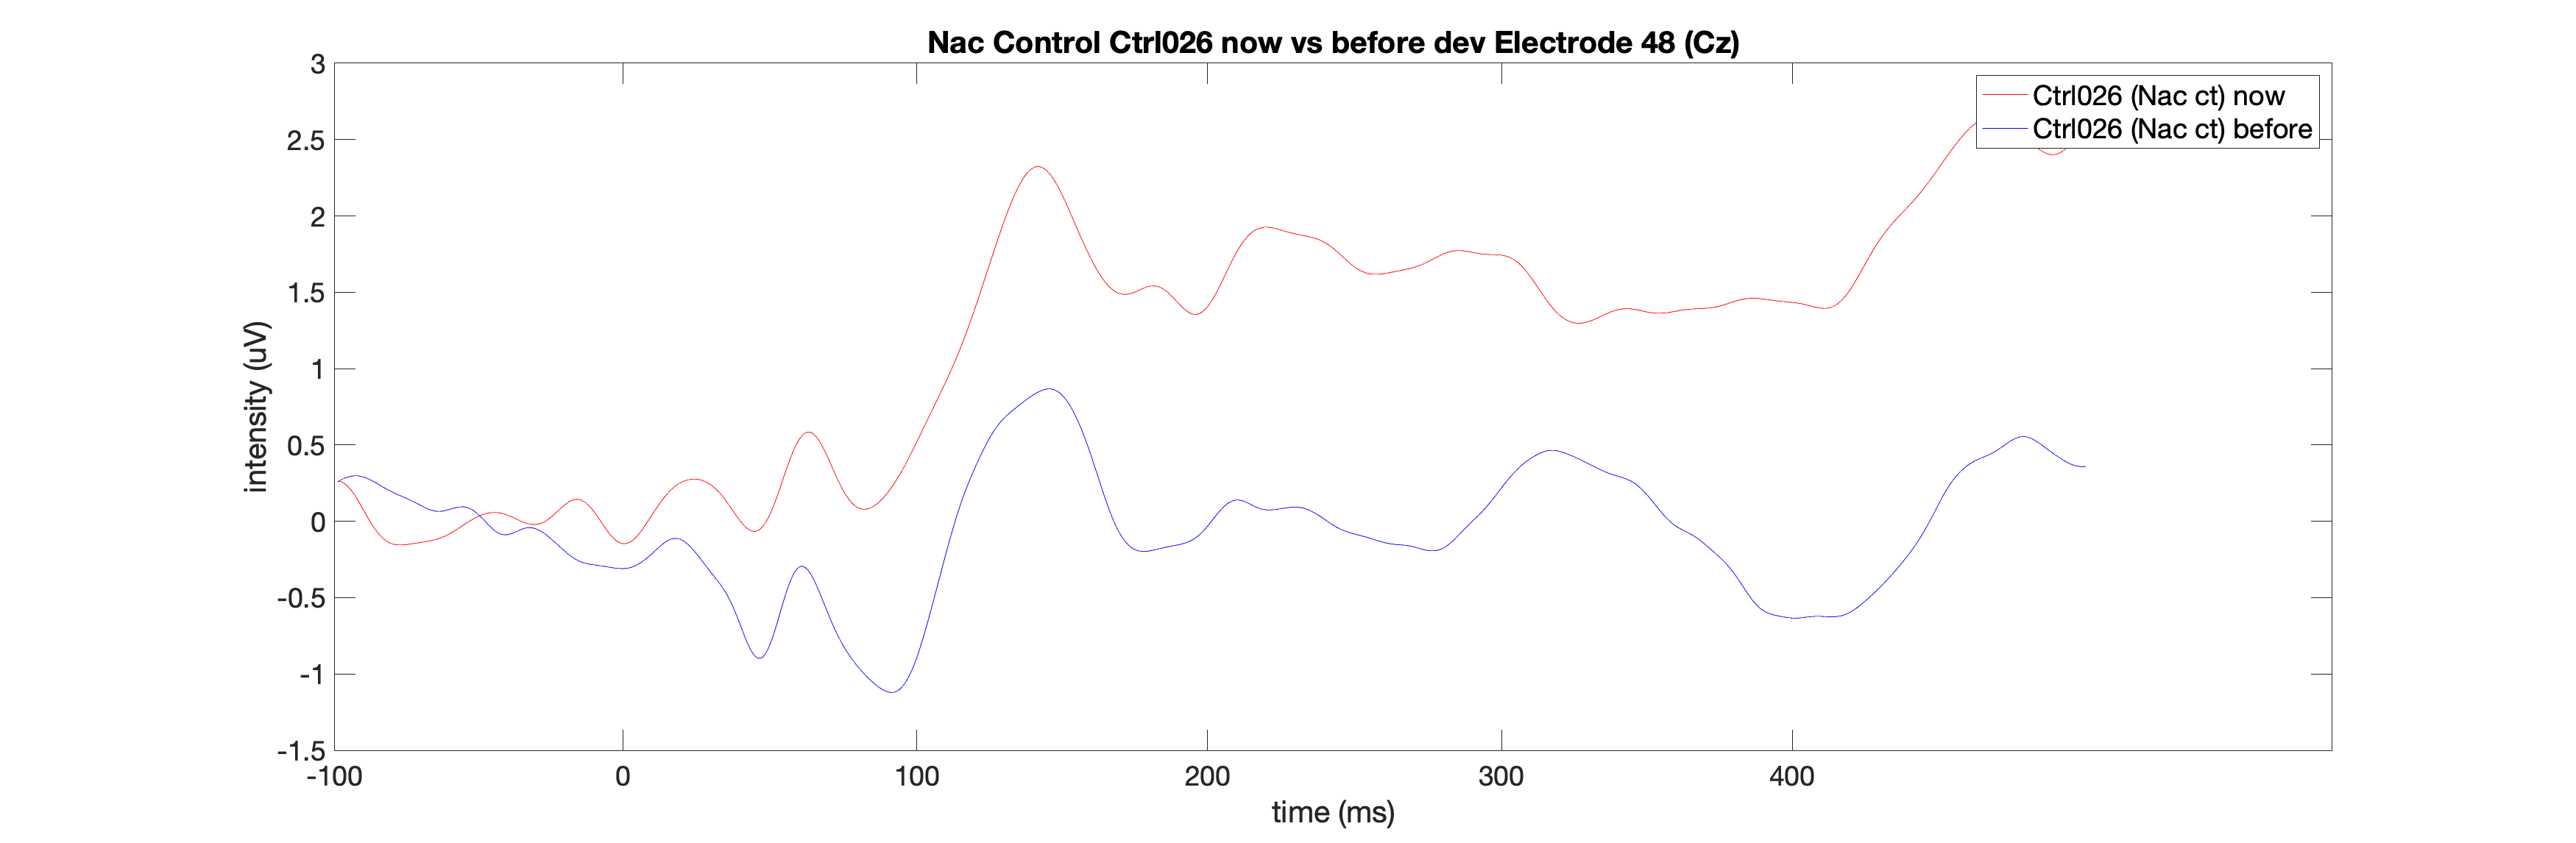 Nac Control Ctrl026 now vs before dev Electrode 48 (Cz)
Ctrl026 (Nac ct) now
Ctrl026 (Nac ct) before
3
2.5
2
1.5
1
0.5
0
-0.5
-1
-1.5
intensity (uV)
-100 0 100 200 300 400
time (ms)